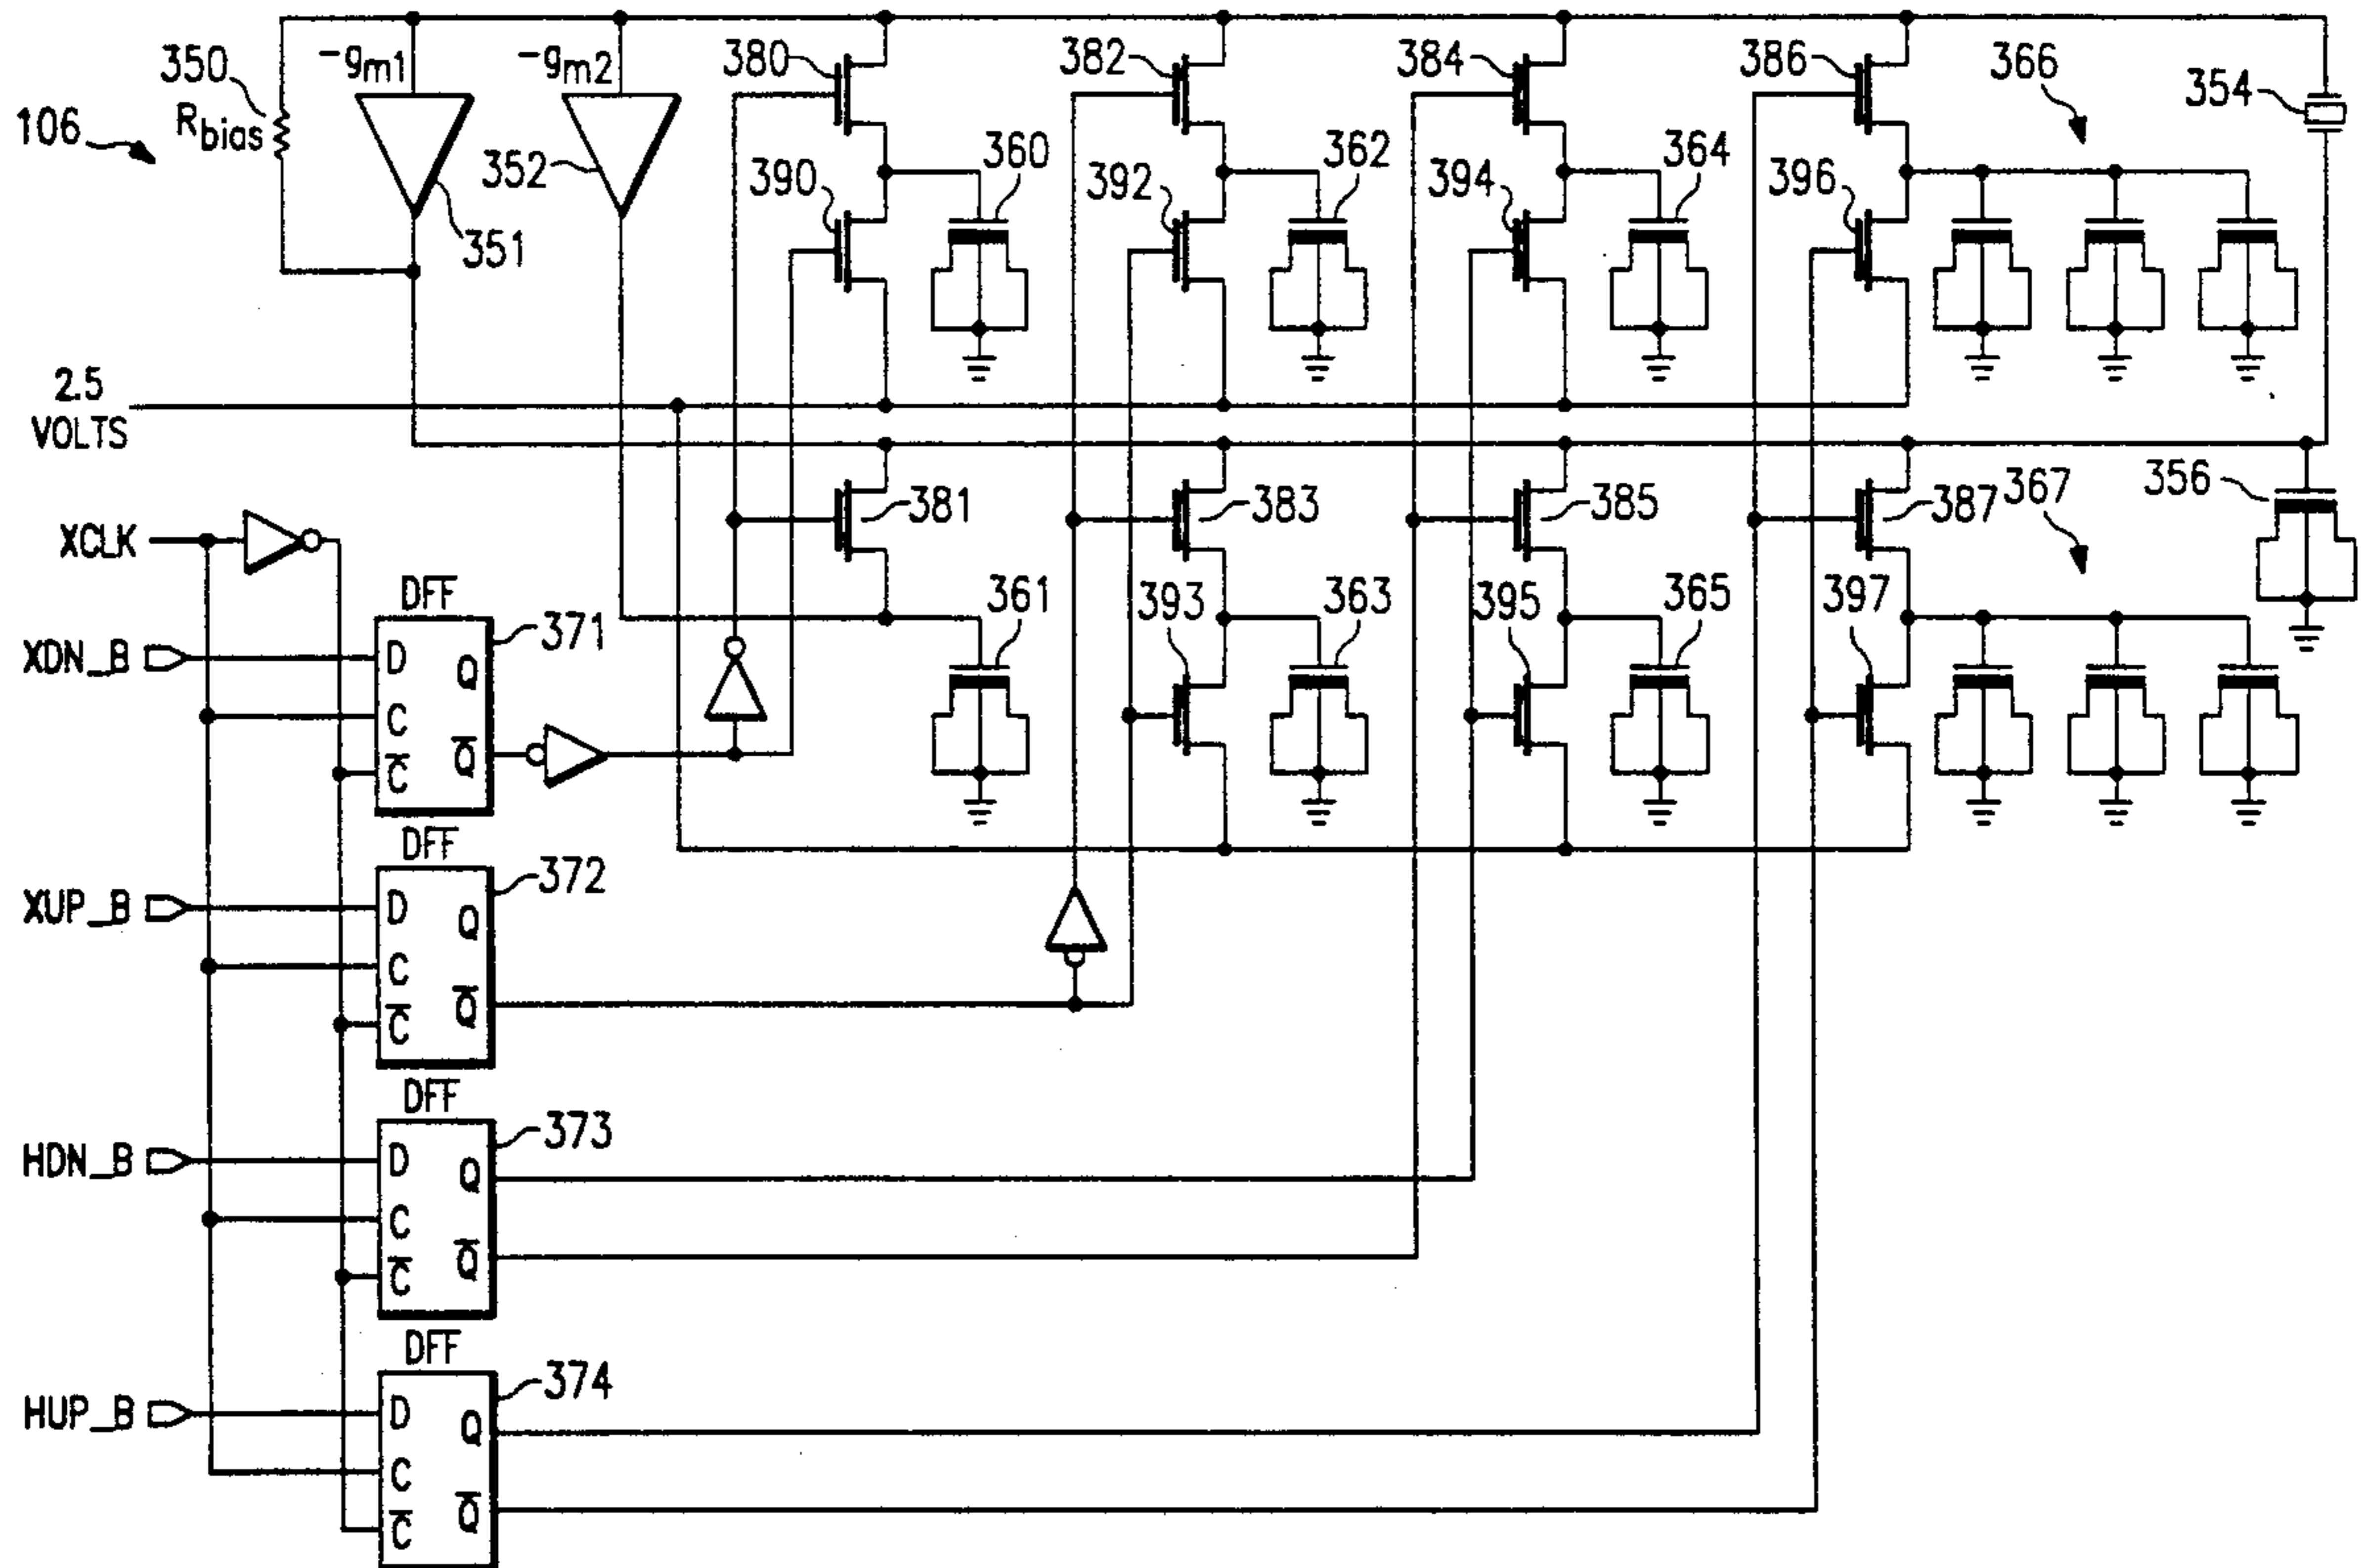 350
Rbias
106
-gm1
351
-gm2
352
380
390
360
382
392
362
384
394
364
386
396
366
354
2.5
VOLTS
381
383
385
387
367
356
361
393
363
395
365
397
XCLK
DFF
371
XDN_B
D
Q
C
Q̅
C̅
DFF
372
XUP_B
D
Q
C
Q̅
C̅
DFF
373
HDN_B
D
Q
C
Q̅
C̅
DFF
374
HUP_B
D
Q
C
Q̅
C̅